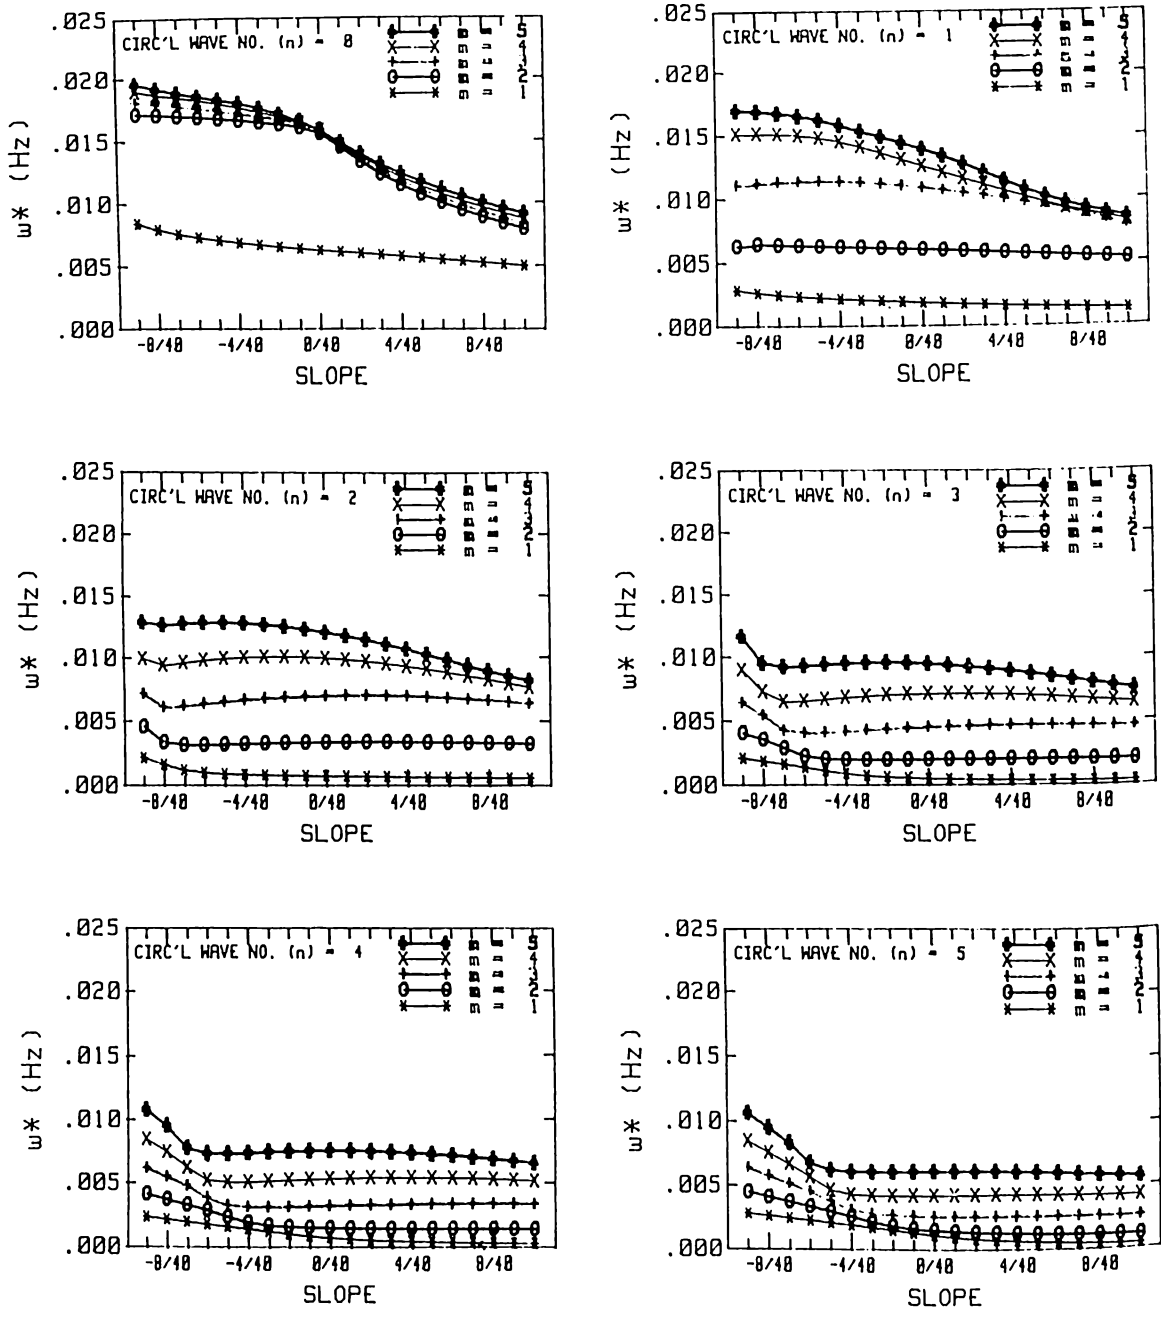 .025
CIRC'L WAVE NO. (n) = 0
m = 5
m = 4
m = 3
m = 2
m = 1
.020
.015
.010
.005
.000
ω* (Hz)
-8/40 -4/40 0/40 4/40 8/40
SLOPE
.025
CIRC'L WAVE NO. (n) = 1
m = 5
m = 4
m = 3
m = 2
m = 1
.020
.015
.010
.005
.000
ω* (Hz)
-8/40 -4/40 0/40 4/40 8/40
SLOPE
.025
CIRC'L WAVE NO. (n) = 2
m = 5
m = 4
m = 3
m = 2
m = 1
.020
.015
.010
.005
.000
ω* (Hz)
-8/40 -4/40 0/40 4/40 8/40
SLOPE
.025
CIRC'L WAVE NO. (n) = 3
m = 5
m = 4
m = 3
m = 2
m = 1
.020
.015
.010
.005
.000
ω* (Hz)
-8/40 -4/40 0/40 4/40 8/40
SLOPE
.025
CIRC'L WAVE NO. (n) = 4
m = 5
m = 4
m = 3
m = 2
m = 1
.020
.015
.010
.005
.000
ω* (Hz)
-8/40 -4/40 0/40 4/40 8/40
SLOPE
.025
CIRC'L WAVE NO. (n) = 5
m = 5
m = 4
m = 3
m = 2
m = 1
.020
.015
.010
.005
.000
ω* (Hz)
-8/40 -4/40 0/40 4/40 8/40
SLOPE